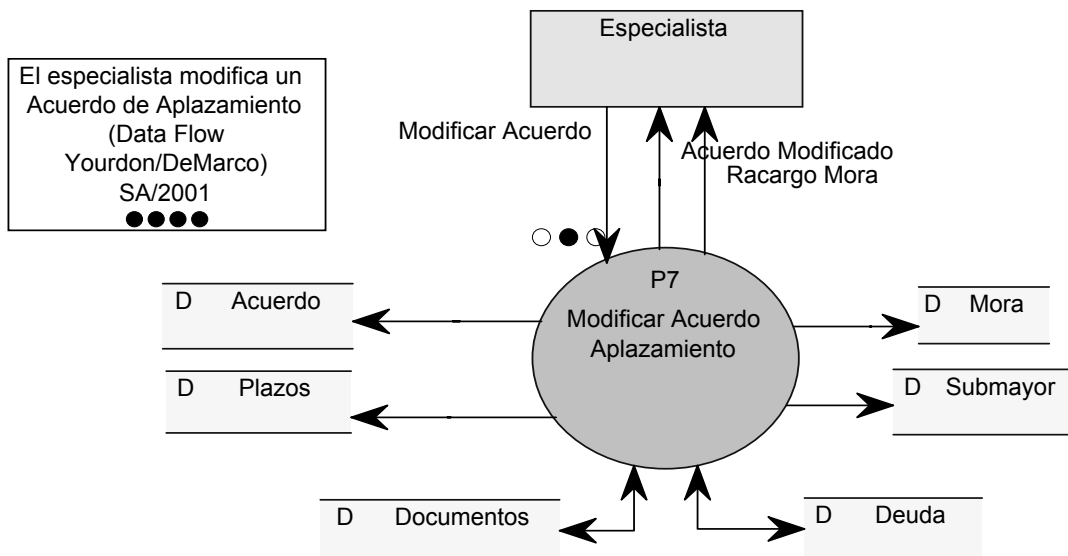 Especialista
El especialista modifica un
Acuerdo de Aplazamiento
(Data Flow
Yourdon/DeMarco)
SA/2001
Modificar Acuerdo
Acuerdo Modificado
Racargo Mora
P7
Modificar Acuerdo
Aplazamiento
D Acuerdo
D Mora
D Plazos
D Submayor
D Documentos
D Deuda